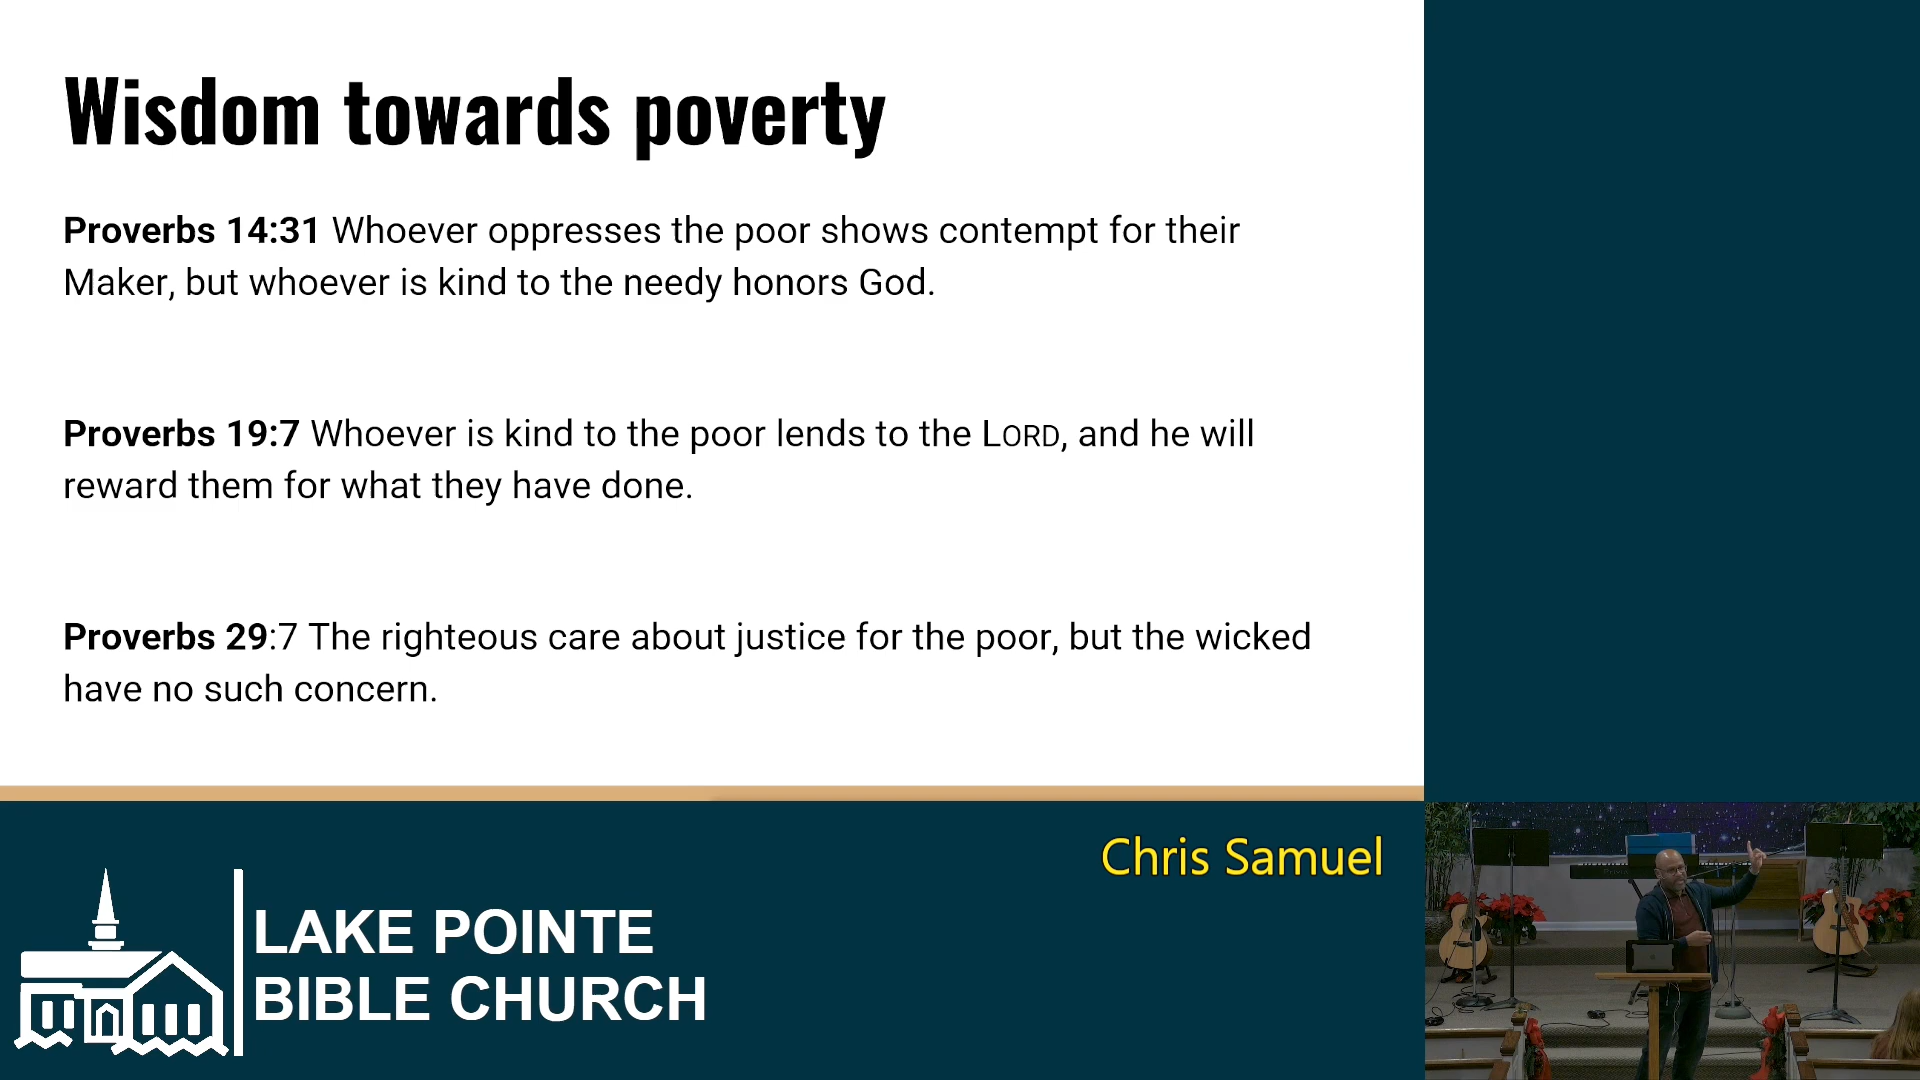 Wisdom towards poverty
Proverbs 14:31 Whoever oppresses the poor shows contempt for their
Maker, but whoever is kind to the needy honors God.
Proverbs 19:7 Whoever is kind to the poor lends to the LORD, and he will
reward them for what they have done.
Proverbs 29:7 The righteous care about justice for the poor, but the wicked
have no such concern.
Chris Samuel
LAKE POINTE
BIBLE CHURCH